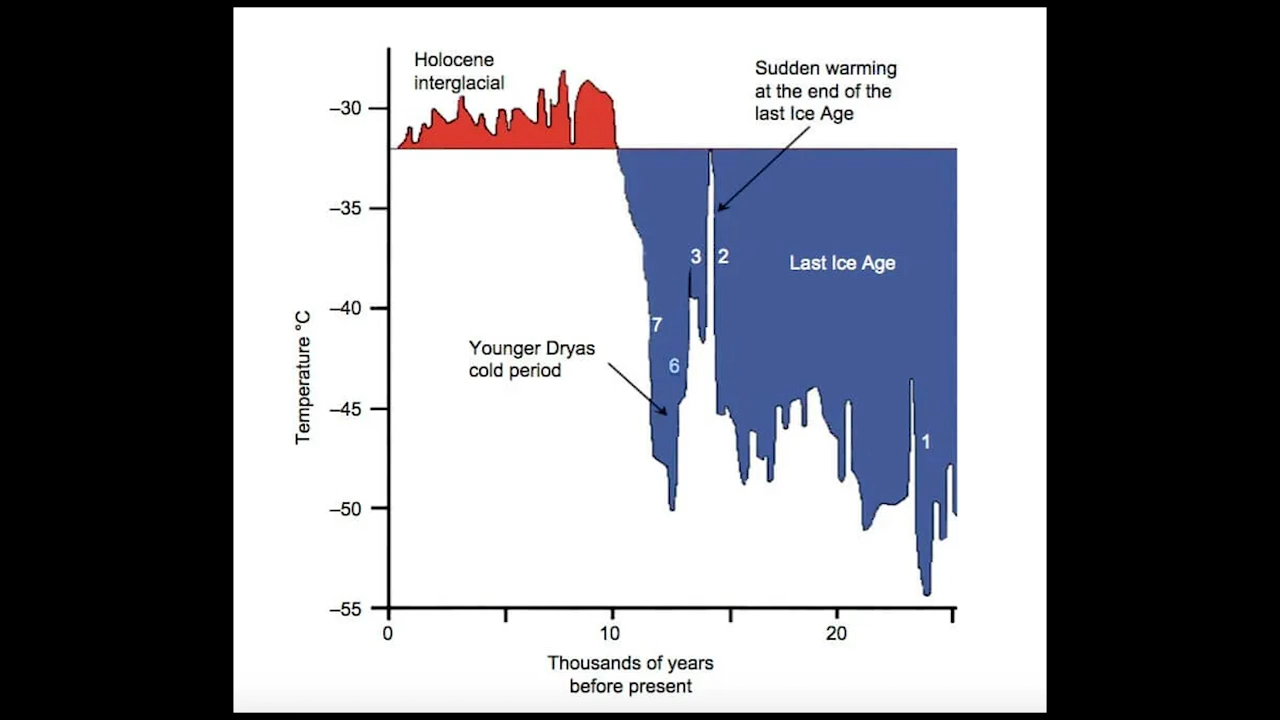 Holocene
interglacial
Sudden warming
at the end of the
last Ice Age
–30
–35
–40
–45
–50
–55
Temperature °C
3
2
Last Ice Age
7
6
Younger Dryas
cold period
1
0
10
20
Thousands of years
before present